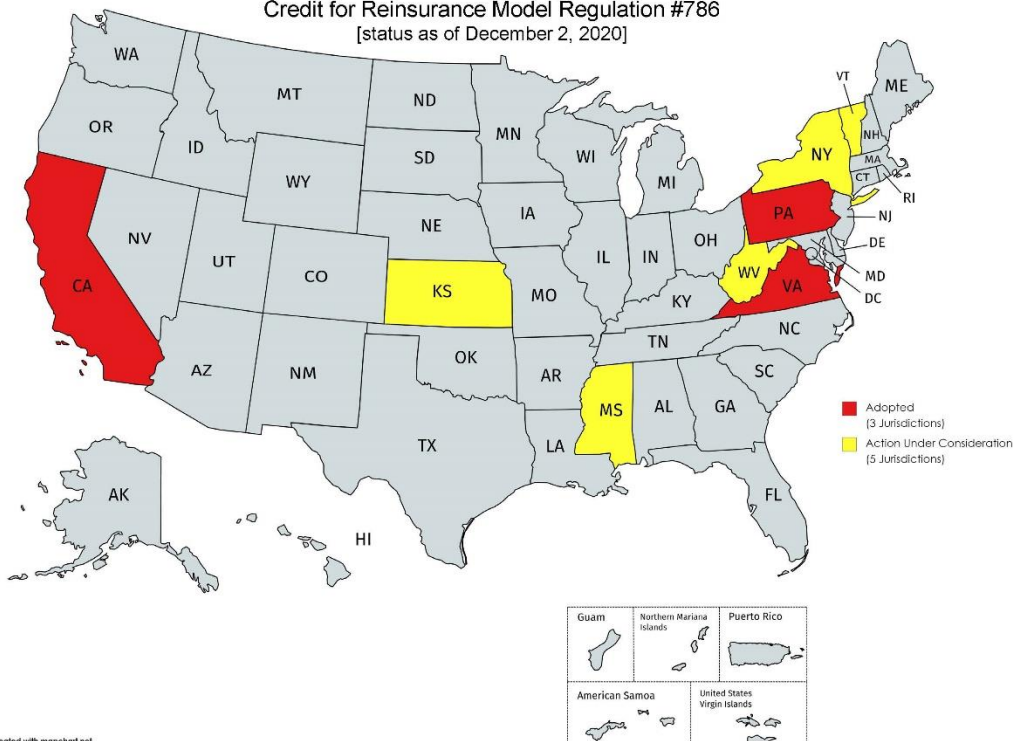 Credit for Reinsurance Model Regulation #786
[status as of December 2, 2020]
WA
MT
ND
MN
VT
ME
OR
ID
SD
WI
NH
NY
MA
WY
MI
CT
RI
IA
NE
PA
NJ
NV
OH
DE
UT
IL
IN
CO
WV
MD
CA
KS
MO
VA
DC
KY
NC
TN
OK
AZ
NM
AR
SC
MS
AL
GA
Adopted
(3 Jurisdictions)
Action Under Consideration
(5 Jurisdictions)
TX
LA
AK
FL
HI
Guam
Northern Mariana
Islands
Puerto Rico
American Samoa
United States
Virgin Islands